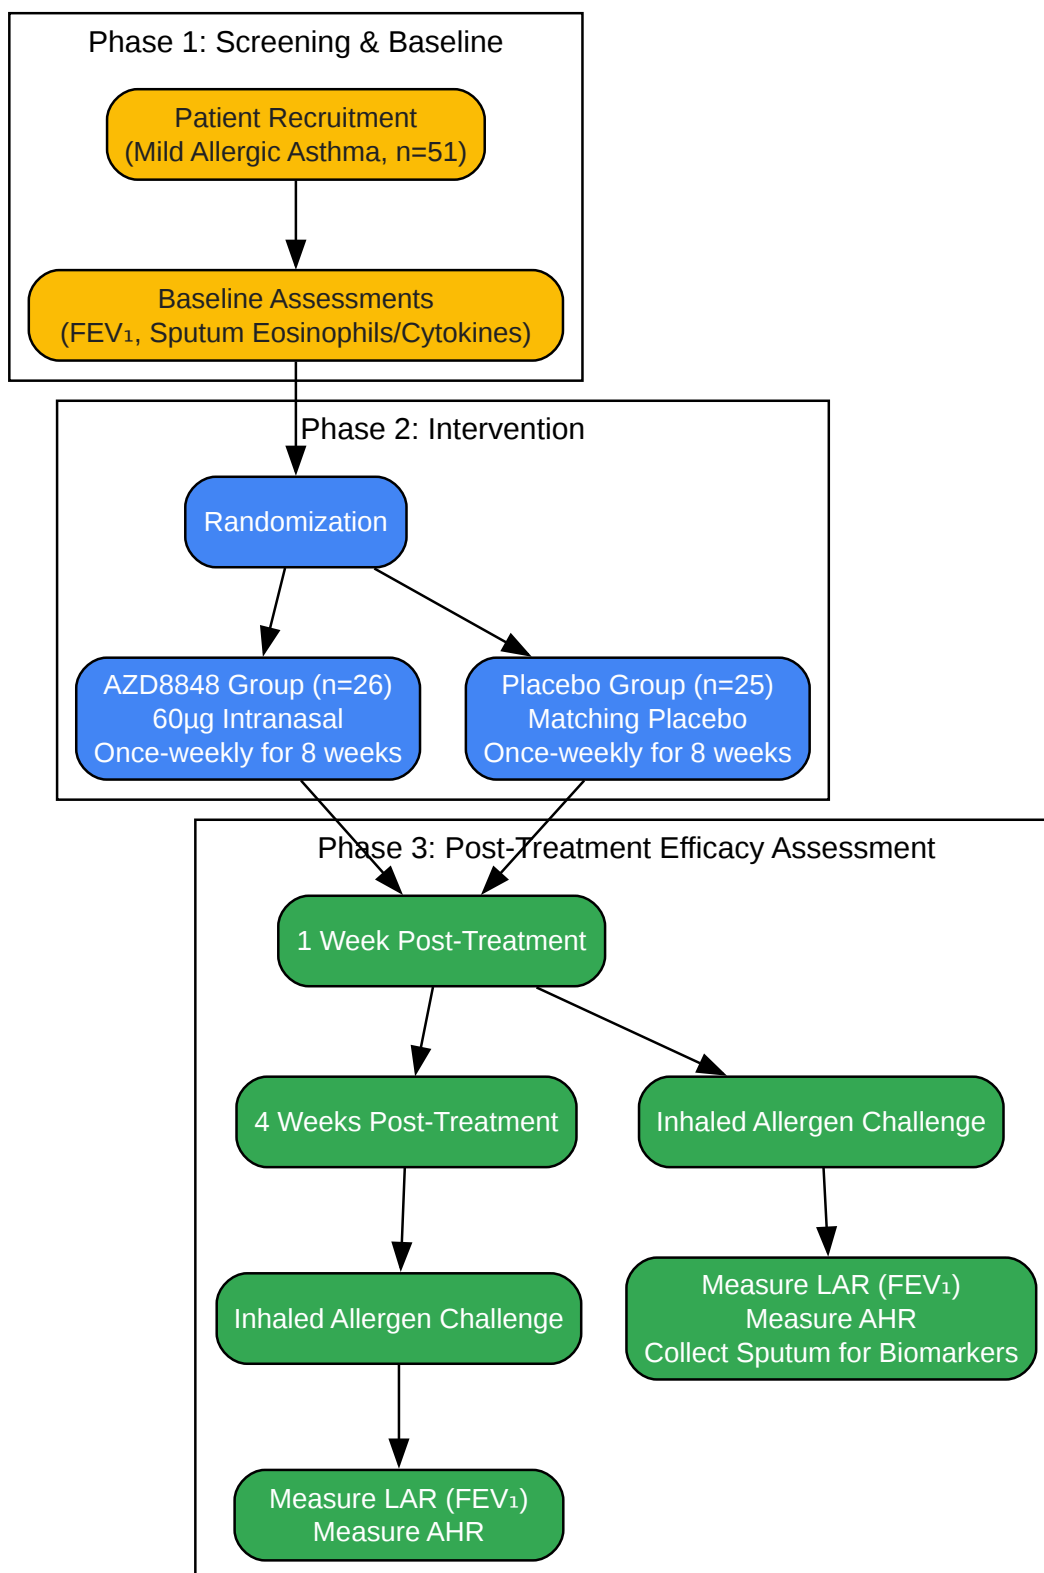 Phase 1: Screening & Baseline
Patient Recruitment
(Mild Allergic Asthma, n=51)
Baseline Assessments
(FEV₁, Sputum Eosinophils/Cytokines)
Phase 2: Intervention
Randomization
AZD8848 Group (n=26)
60µg Intranasal
Once-weekly for 8 weeks
Placebo Group (n=25)
Matching Placebo
Once-weekly for 8 weeks
Phase 3: Post-Treatment Efficacy Assessment
1 Week Post-Treatment
4 Weeks Post-Treatment
Inhaled Allergen Challenge
Inhaled Allergen Challenge
Measure LAR (FEV₁)
Measure AHR
Collect Sputum for Biomarkers
Measure LAR (FEV₁)
Measure AHR